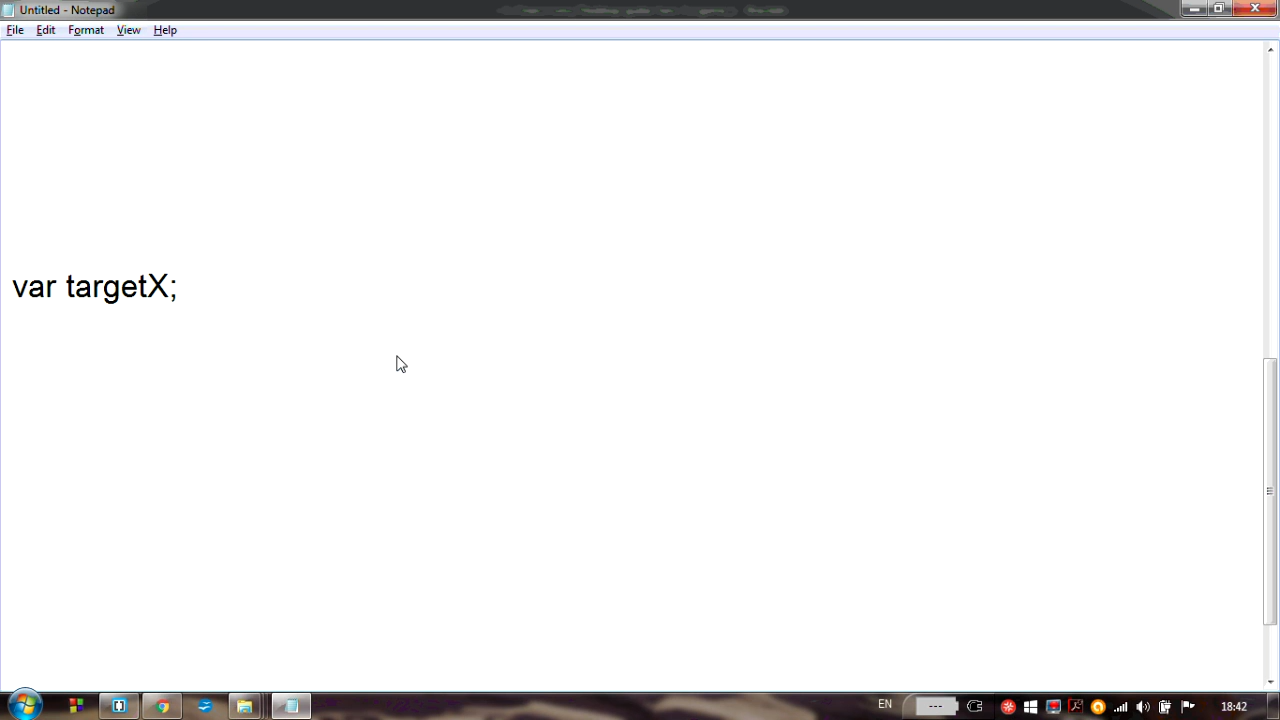 Untitled - Notepad
File Edit Format View Help
var targetX;
EN
---
18:42